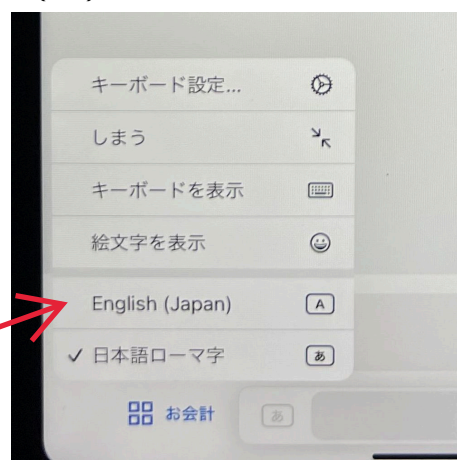 キーボード設定...
しまう
キーボードを表示
絵文字を表示
English (Japan) A
✓ 日本語ローマ字 あ
お会計 あ